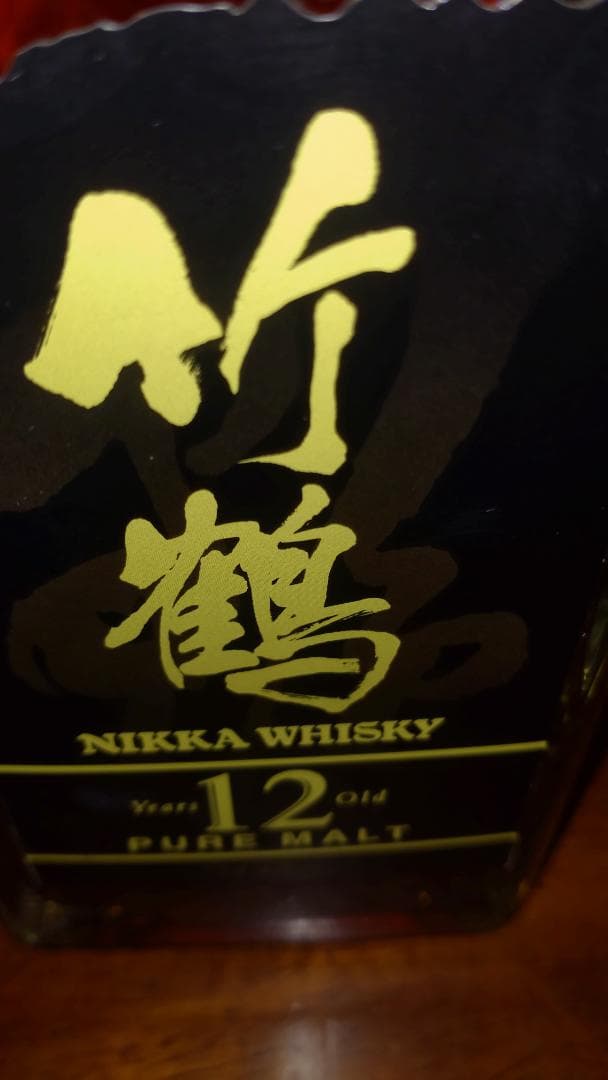 竹
鶴
NIKKA WHISKY
Years 12 Old
PURE MALT